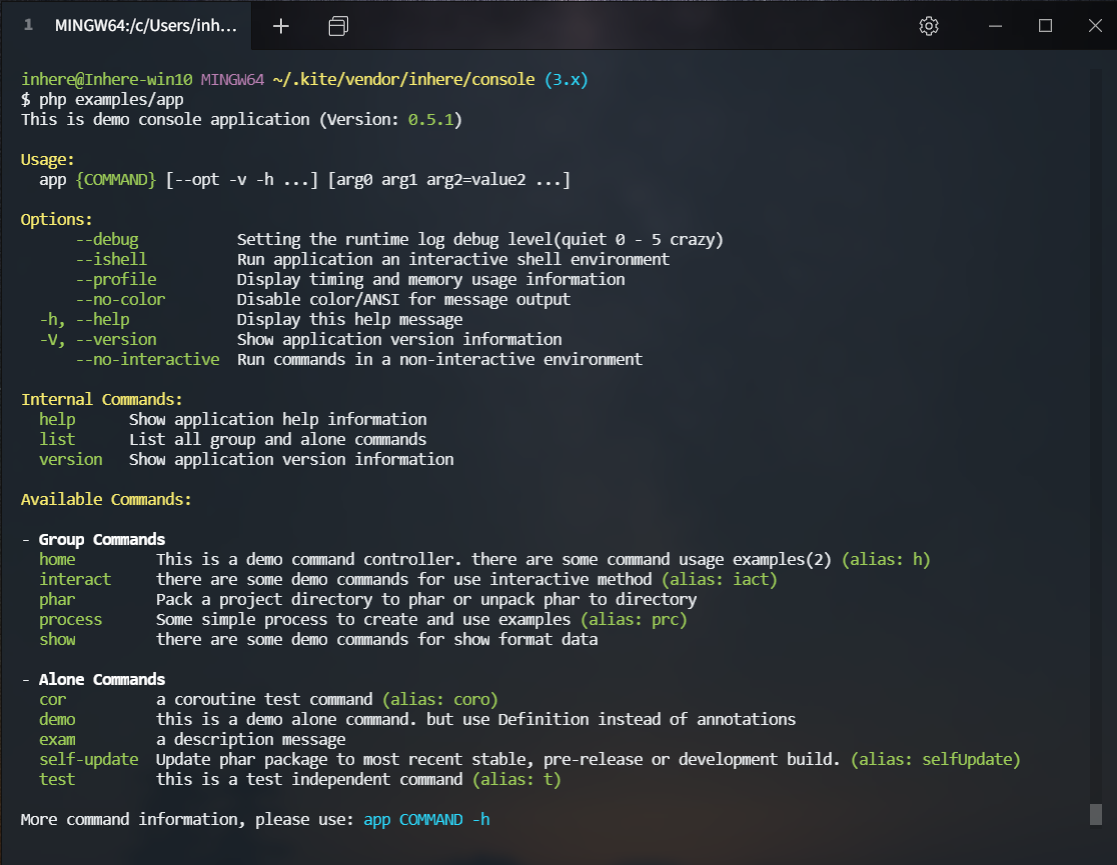 1 MINGW64:/c/Users/inh...
inhere@Inhere-win10 MINGW64 ~/.kite/vendor/inhere/console (3.x)
$ php examples/app
This is demo console application (Version: 0.5.1)
Usage:
app {COMMAND} [--opt -v -h ...] [arg0 arg1 arg2=value2 ...]
Options:
--debug Setting the runtime log debug level(quiet 0 - 5 crazy)
--ishell Run application an interactive shell environment
--profile Display timing and memory usage information
--no-color Disable color/ANSI for message output
-h, --help Display this help message
-V, --version Show application version information
--no-interactive Run commands in a non-interactive environment
Internal Commands:
help Show application help information
list List all group and alone commands
version Show application version information
Available Commands:
- Group Commands
home This is a demo command controller. there are some command usage examples(2) (alias: h)
interact there are some demo commands for use interactive method (alias: iact)
phar Pack a project directory to phar or unpack phar to directory
process Some simple process to create and use examples (alias: prc)
show there are some demo commands for show format data
- Alone Commands
cor a coroutine test command (alias: coro)
demo this is a demo alone command. but use Definition instead of annotations
exam a description message
self-update Update phar package to most recent stable, pre-release or development build. (alias: selfUpdate)
test this is a test independent command (alias: t)
More command information, please use: app COMMAND -h